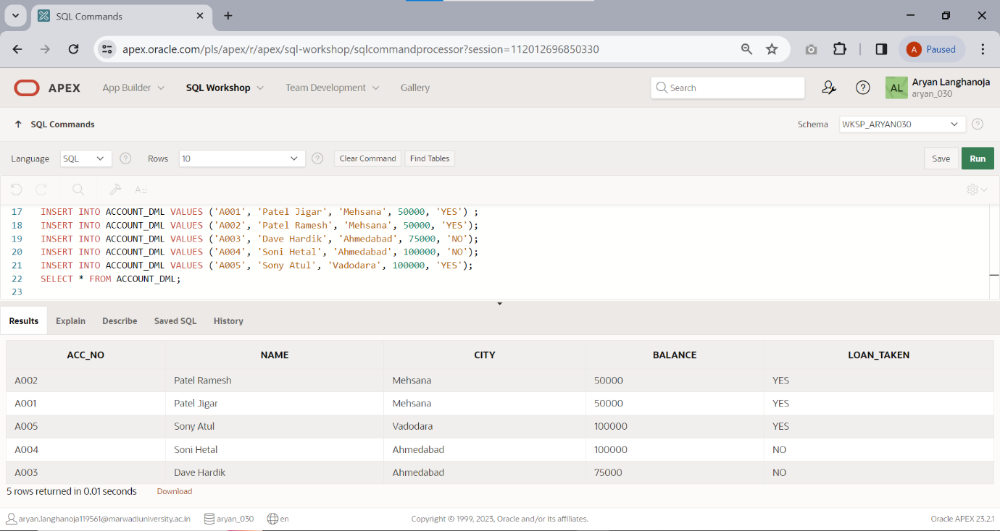 SQL Commands
apex.oracle.com/pls/apex/r/apex/sql-workshop/sqlcommandprocessor?session=112012696850330
A Paused
APEX App Builder SQL Workshop Team Development Gallery Search AL Aryan Langhanoja
aryan_030
SQL Commands Schema WKSP_ARYAN030
Language SQL Rows 10 Clear Command Find Tables Save Run
17 INSERT INTO ACCOUNT_DML VALUES ('A001', 'Patel Jigar', 'Mehsana', 50000, 'YES') ;
18 INSERT INTO ACCOUNT_DML VALUES ('A002', 'Patel Ramesh', 'Mehsana', 50000, 'YES');
19 INSERT INTO ACCOUNT_DML VALUES ('A003', 'Dave Hardik', 'Ahmedabad', 75000, 'NO');
20 INSERT INTO ACCOUNT_DML VALUES ('A004', 'Soni Hetal', 'Ahmedabad', 100000, 'NO');
21 INSERT INTO ACCOUNT_DML VALUES ('A005', 'Sony Atul', 'Vadodara', 100000, 'YES');
22 SELECT * FROM ACCOUNT_DML;
23
Results Explain Describe Saved SQL History
ACC_NO NAME CITY BALANCE LOAN_TAKEN
A002 Patel Ramesh Mehsana 50000 YES
A001 Patel Jigar Mehsana 50000 YES
A005 Sony Atul Vadodara 100000 YES
A004 Soni Hetal Ahmedabad 100000 NO
A003 Dave Hardik Ahmedabad 75000 NO
5 rows returned in 0.01 seconds Download
aryan.langhanoja119561@marwadiuniversity.ac.in aryan_030 en Copyright © 1999, 2023, Oracle and/or its affiliates. Oracle APEX 23.2.1